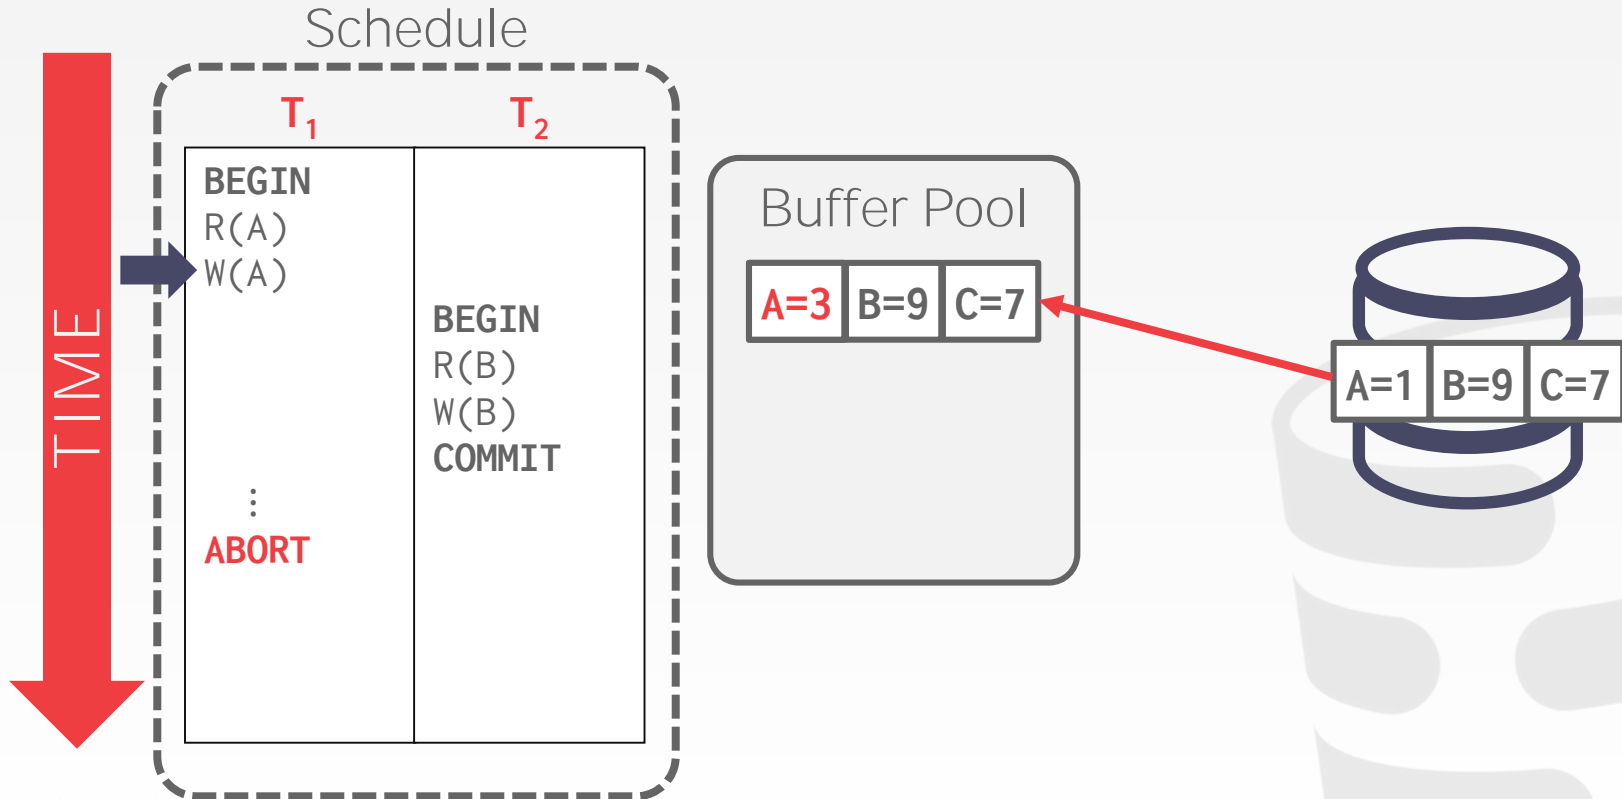 Schedule
TIME
T1 T2
BEGIN
R(A)
W(A)
BEGIN
R(B)
W(B)
COMMIT
⋮
ABORT
Buffer Pool
A=3 B=9 C=7
A=1 B=9 C=7